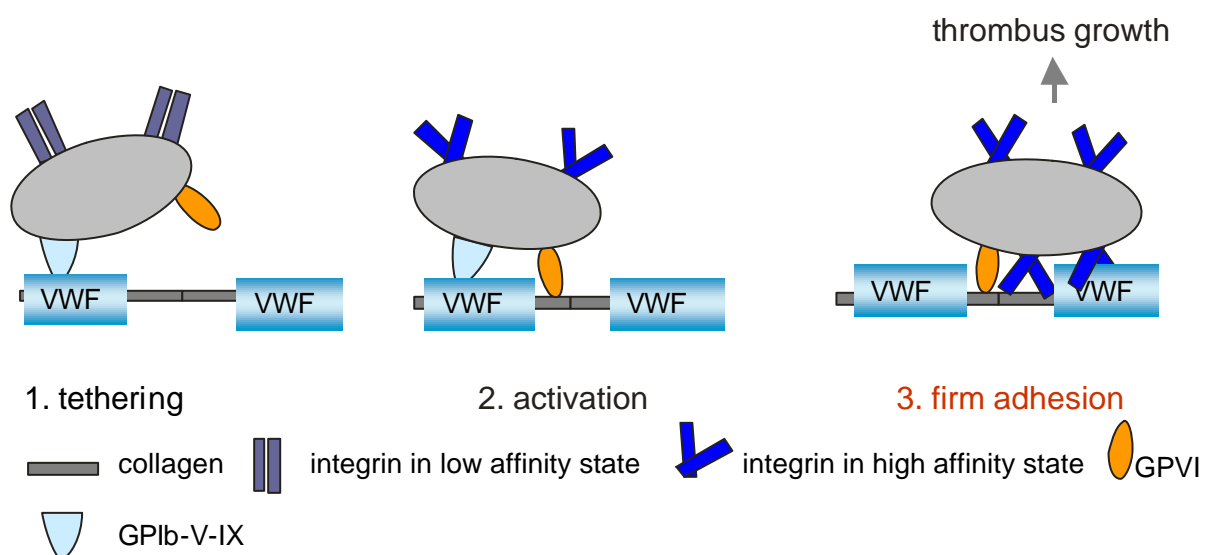 thrombus growth
VWF
VWF
VWF
VWF
VWF
VWF
1. tethering
2. activation
3. firm adhesion
collagen
integrin in low affinity state
integrin in high affinity state
GPVI
GPIb-V-IX